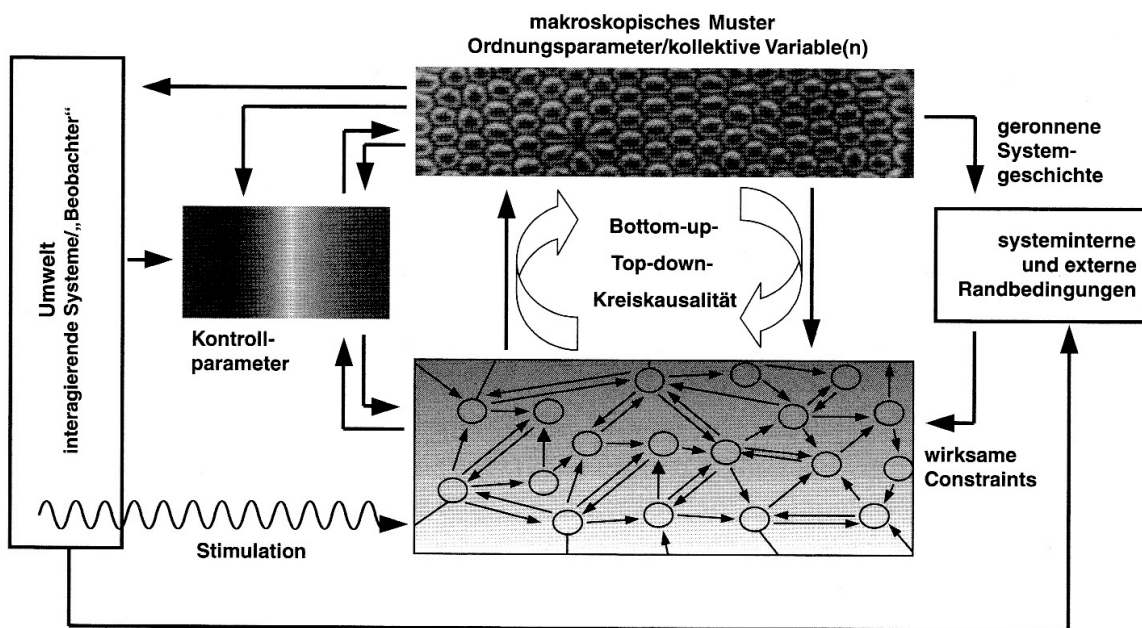 makroskopisches Muster
Ordnungsparameter/kollektive Variable(n)
Umwelt
interagierende Systeme/„Beobachter“
geronnene
System-
geschichte
Bottom-up-
Top-down-
Kreiskausalität
systeminterne
und externe
Randbedingungen
Kontroll-
parameter
wirksame
Constraints
Stimulation